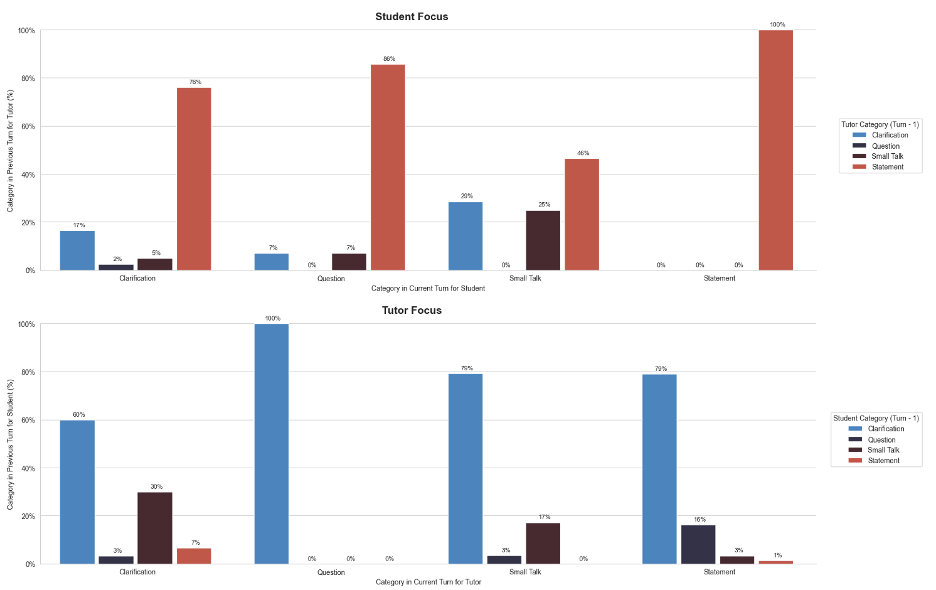 Student Focus
Category in Previous Turn for Tutor (%)
100%
80%
60%
40%
20%
0%
17%
2%
5%
76%
7%
0%
7%
86%
29%
0%
25%
46%
0%
0%
0%
100%
Clarification
Question
Small Talk
Statement
Category in Current Turn for Student
Tutor Category (Turn - 1)
Clarification
Question
Small Talk
Statement
Tutor Focus
Category in Previous Turn for Student (%)
100%
80%
60%
40%
20%
0%
60%
3%
30%
7%
100%
0%
0%
0%
79%
3%
17%
0%
79%
16%
3%
1%
Clarification
Question
Small Talk
Statement
Category in Current Turn for Tutor
Student Category (Turn - 1)
Clarification
Question
Small Talk
Statement